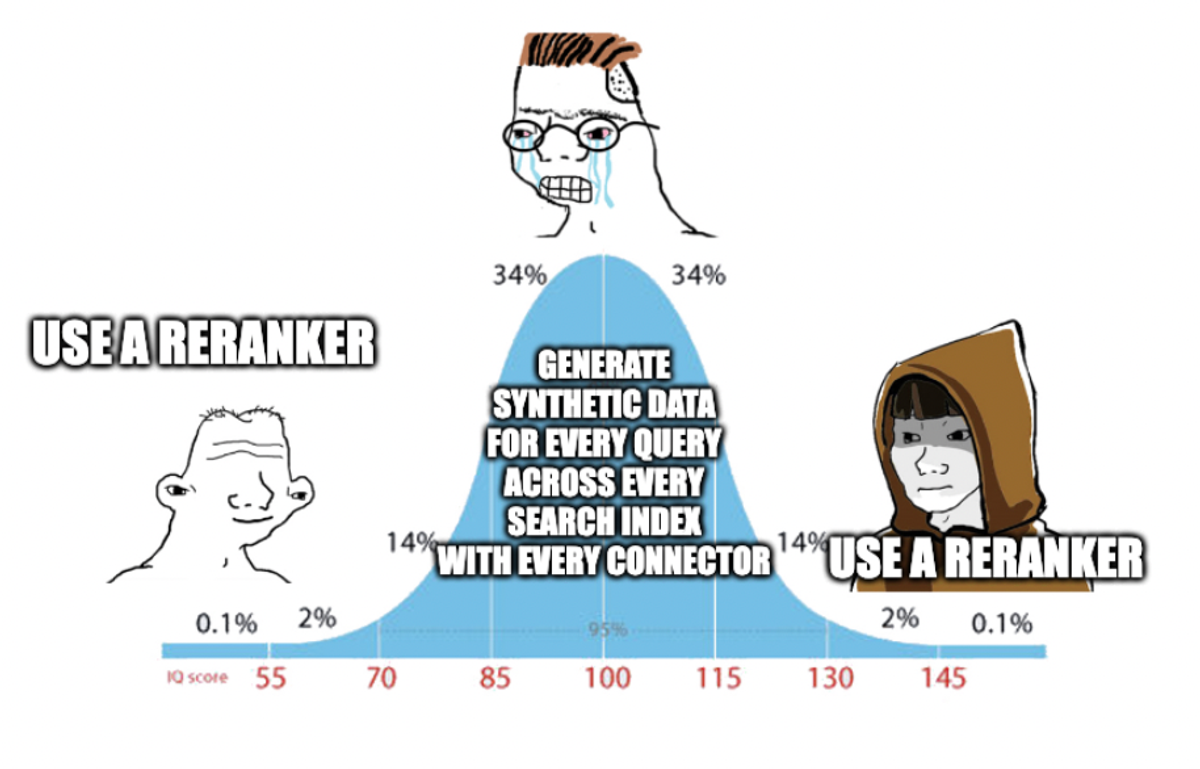 34% 34%
USE A RERANKER
GENERATE
SYNTHETIC DATA
FOR EVERY QUERY
ACROSS EVERY
SEARCH INDEX
WITH EVERY CONNECTOR
14% 14%
USE A RERANKER
0.1% 2% 2% 0.1%
95%
IQ score 55 70 85 100 115 130 145